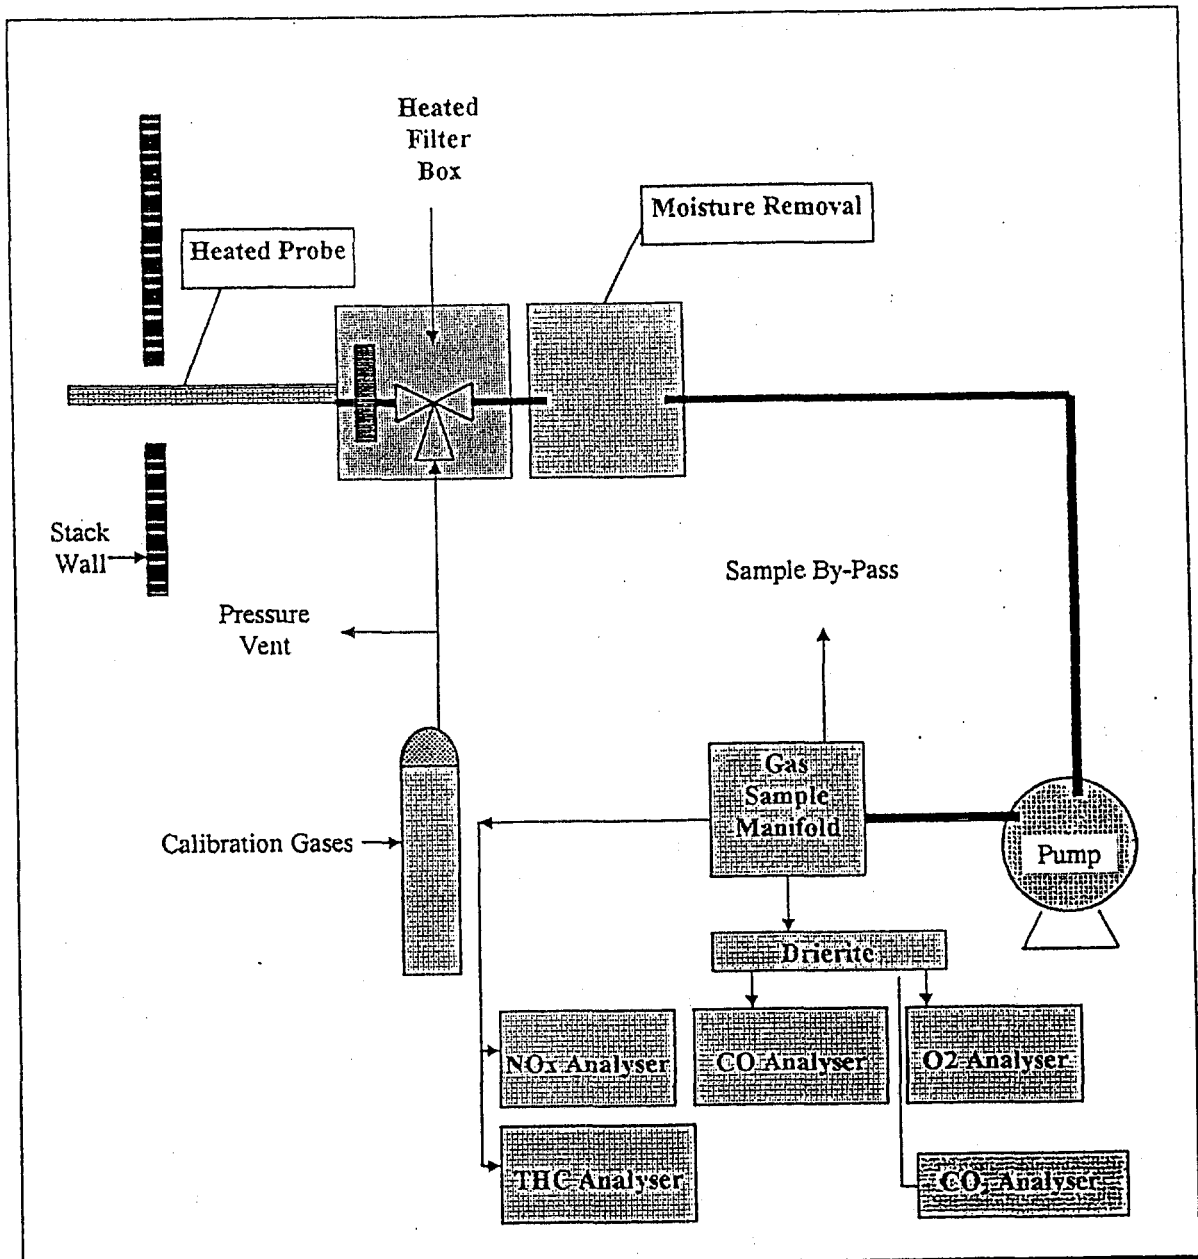 Heated
Filter
Box
Moisture Removal
Heated Probe
Stack
Wall
Sample By-Pass
Pressure
Vent
Gas
Sample
Manifold
Calibration Gases
Pump
Drierite
NOx Analyser
CO Analyser
O2 Analyser
THC Analyser
CO₂ Analyser